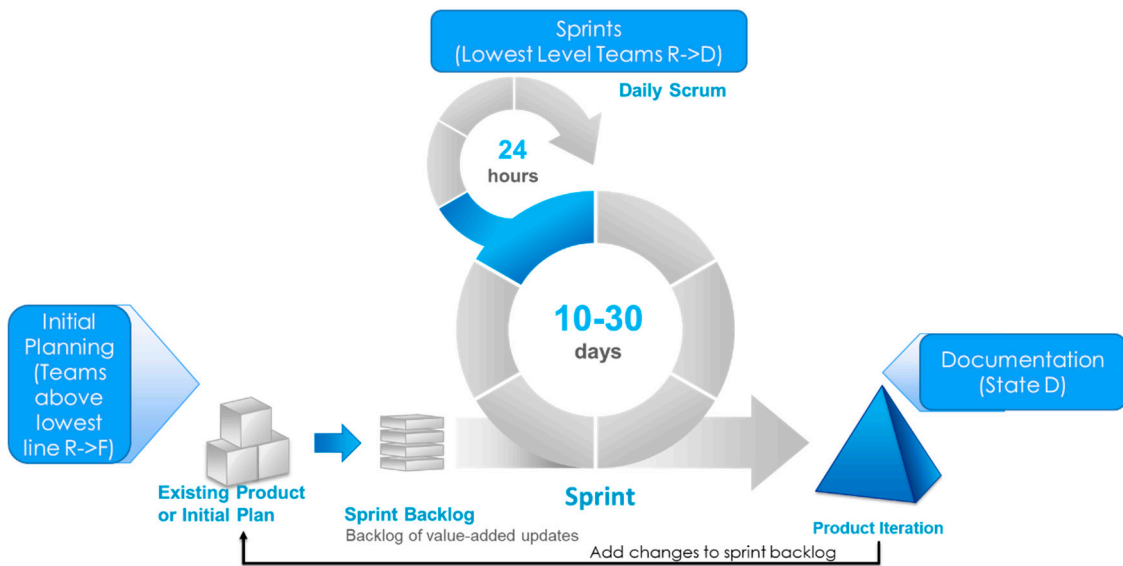 Sprints
(Lowest Level Teams R->D)
Daily Scrum
24
hours
10-30
days
Initial
Planning
(Teams
above
lowest
line R->F)
Documentation
(State D)
Existing Product
or Initial Plan
Sprint Backlog
Backlog of value-added updates
Sprint
Product Iteration
Add changes to sprint backlog